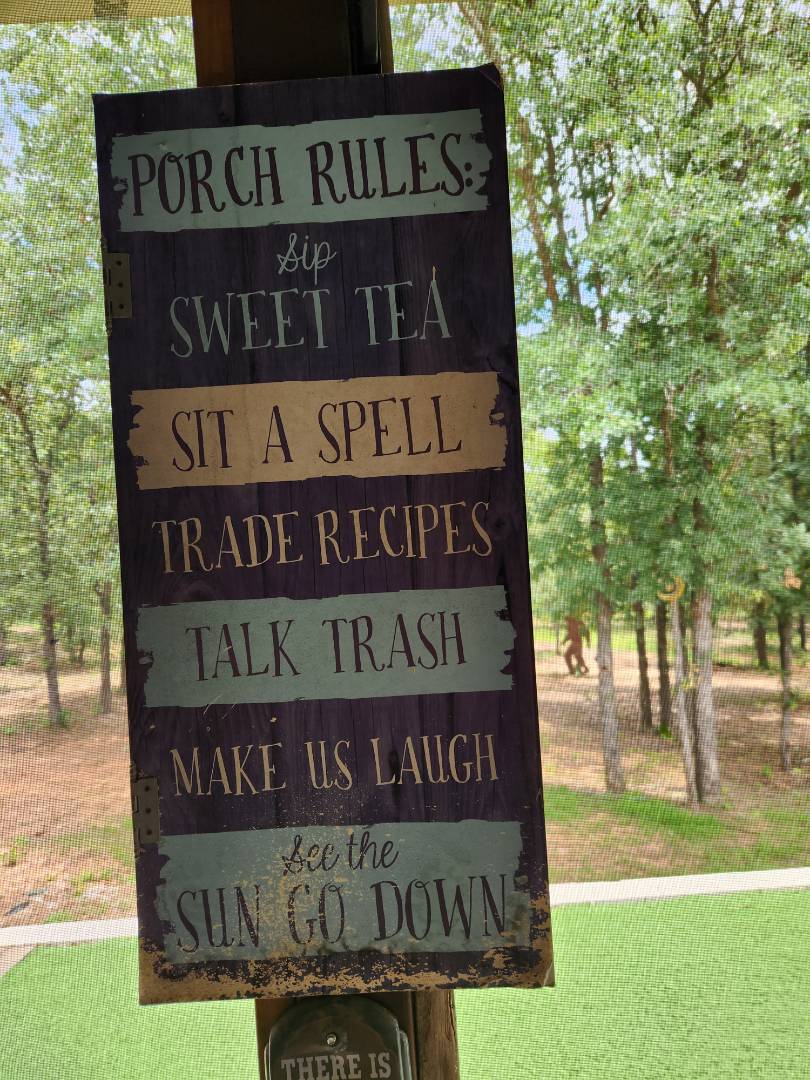 PORCH RULES:
Sip
SWEET TEA
SIT A SPELL
TRADE RECIPES
TALK TRASH
MAKE US LAUGH
See the
SUN GO DOWN
THERE IS